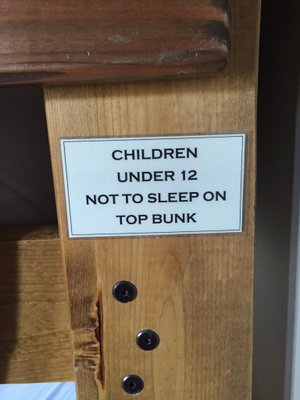 CHILDREN
UNDER 12
NOT TO SLEEP ON
TOP BUNK